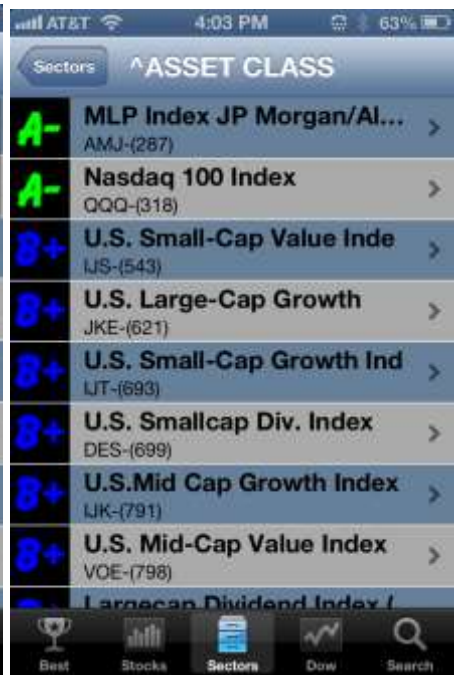 AT&T 4:03 PM 63%
Sectors ^ASSET CLASS
A- MLP Index JP Morgan/Al...
AMJ-(287)
A- Nasdaq 100 Index
QQQ-(318)
B+ U.S. Small-Cap Value Inde
IJS-(543)
B+ U.S. Large-Cap Growth
JKE-(621)
B+ U.S. Small-Cap Growth Ind
IJT-(693)
B+ U.S. Smallcap Div. Index
DES-(699)
B+ U.S.Mid Cap Growth Index
IJK-(791)
B+ U.S. Mid-Cap Value Index
VOE-(798)
B+ Largecap Dividend Index (
Best Stocks Sectors Dow Search